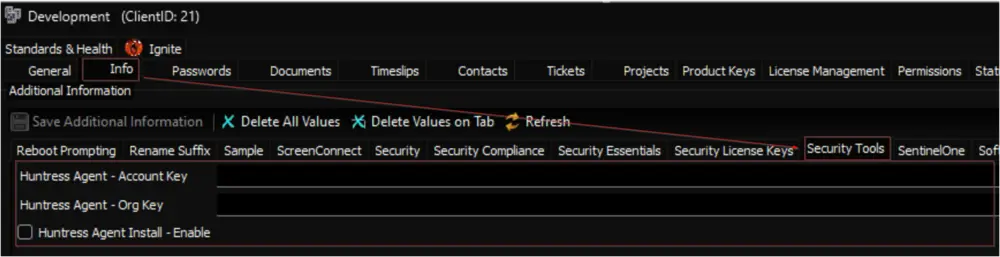 Development (ClientID: 21)
Standards & Health Ignite
General Info Passwords Documents Timeslips Contacts Tickets Projects Product Keys License Management Permissions Stat
Additional Information
Save Additional Information Delete All Values Delete Values on Tab Refresh
Reboot Prompting Rename Suffix Sample ScreenConnect Security Security Compliance Security Essentials Security License Keys Security Tools SentinelOne Soft
Huntress Agent - Account Key
Huntress Agent - Org Key
Huntress Agent Install - Enable